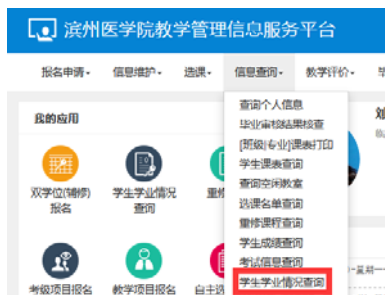 滨州医学院教学管理信息服务平台
报名申请 信息维护 选课 信息查询 教学评价
我的应用
查询个人信息
毕业审核结果核查
[班级|专业]课表打印
学生课表查询
查询空闲教室
选课名单查询
重修课程查询
学生成绩查询
考试信息查询
学生学业情况查询
双学位(辅修)
报名
学生学业情况
查询
考级项目报名
教学项目报名
星期一